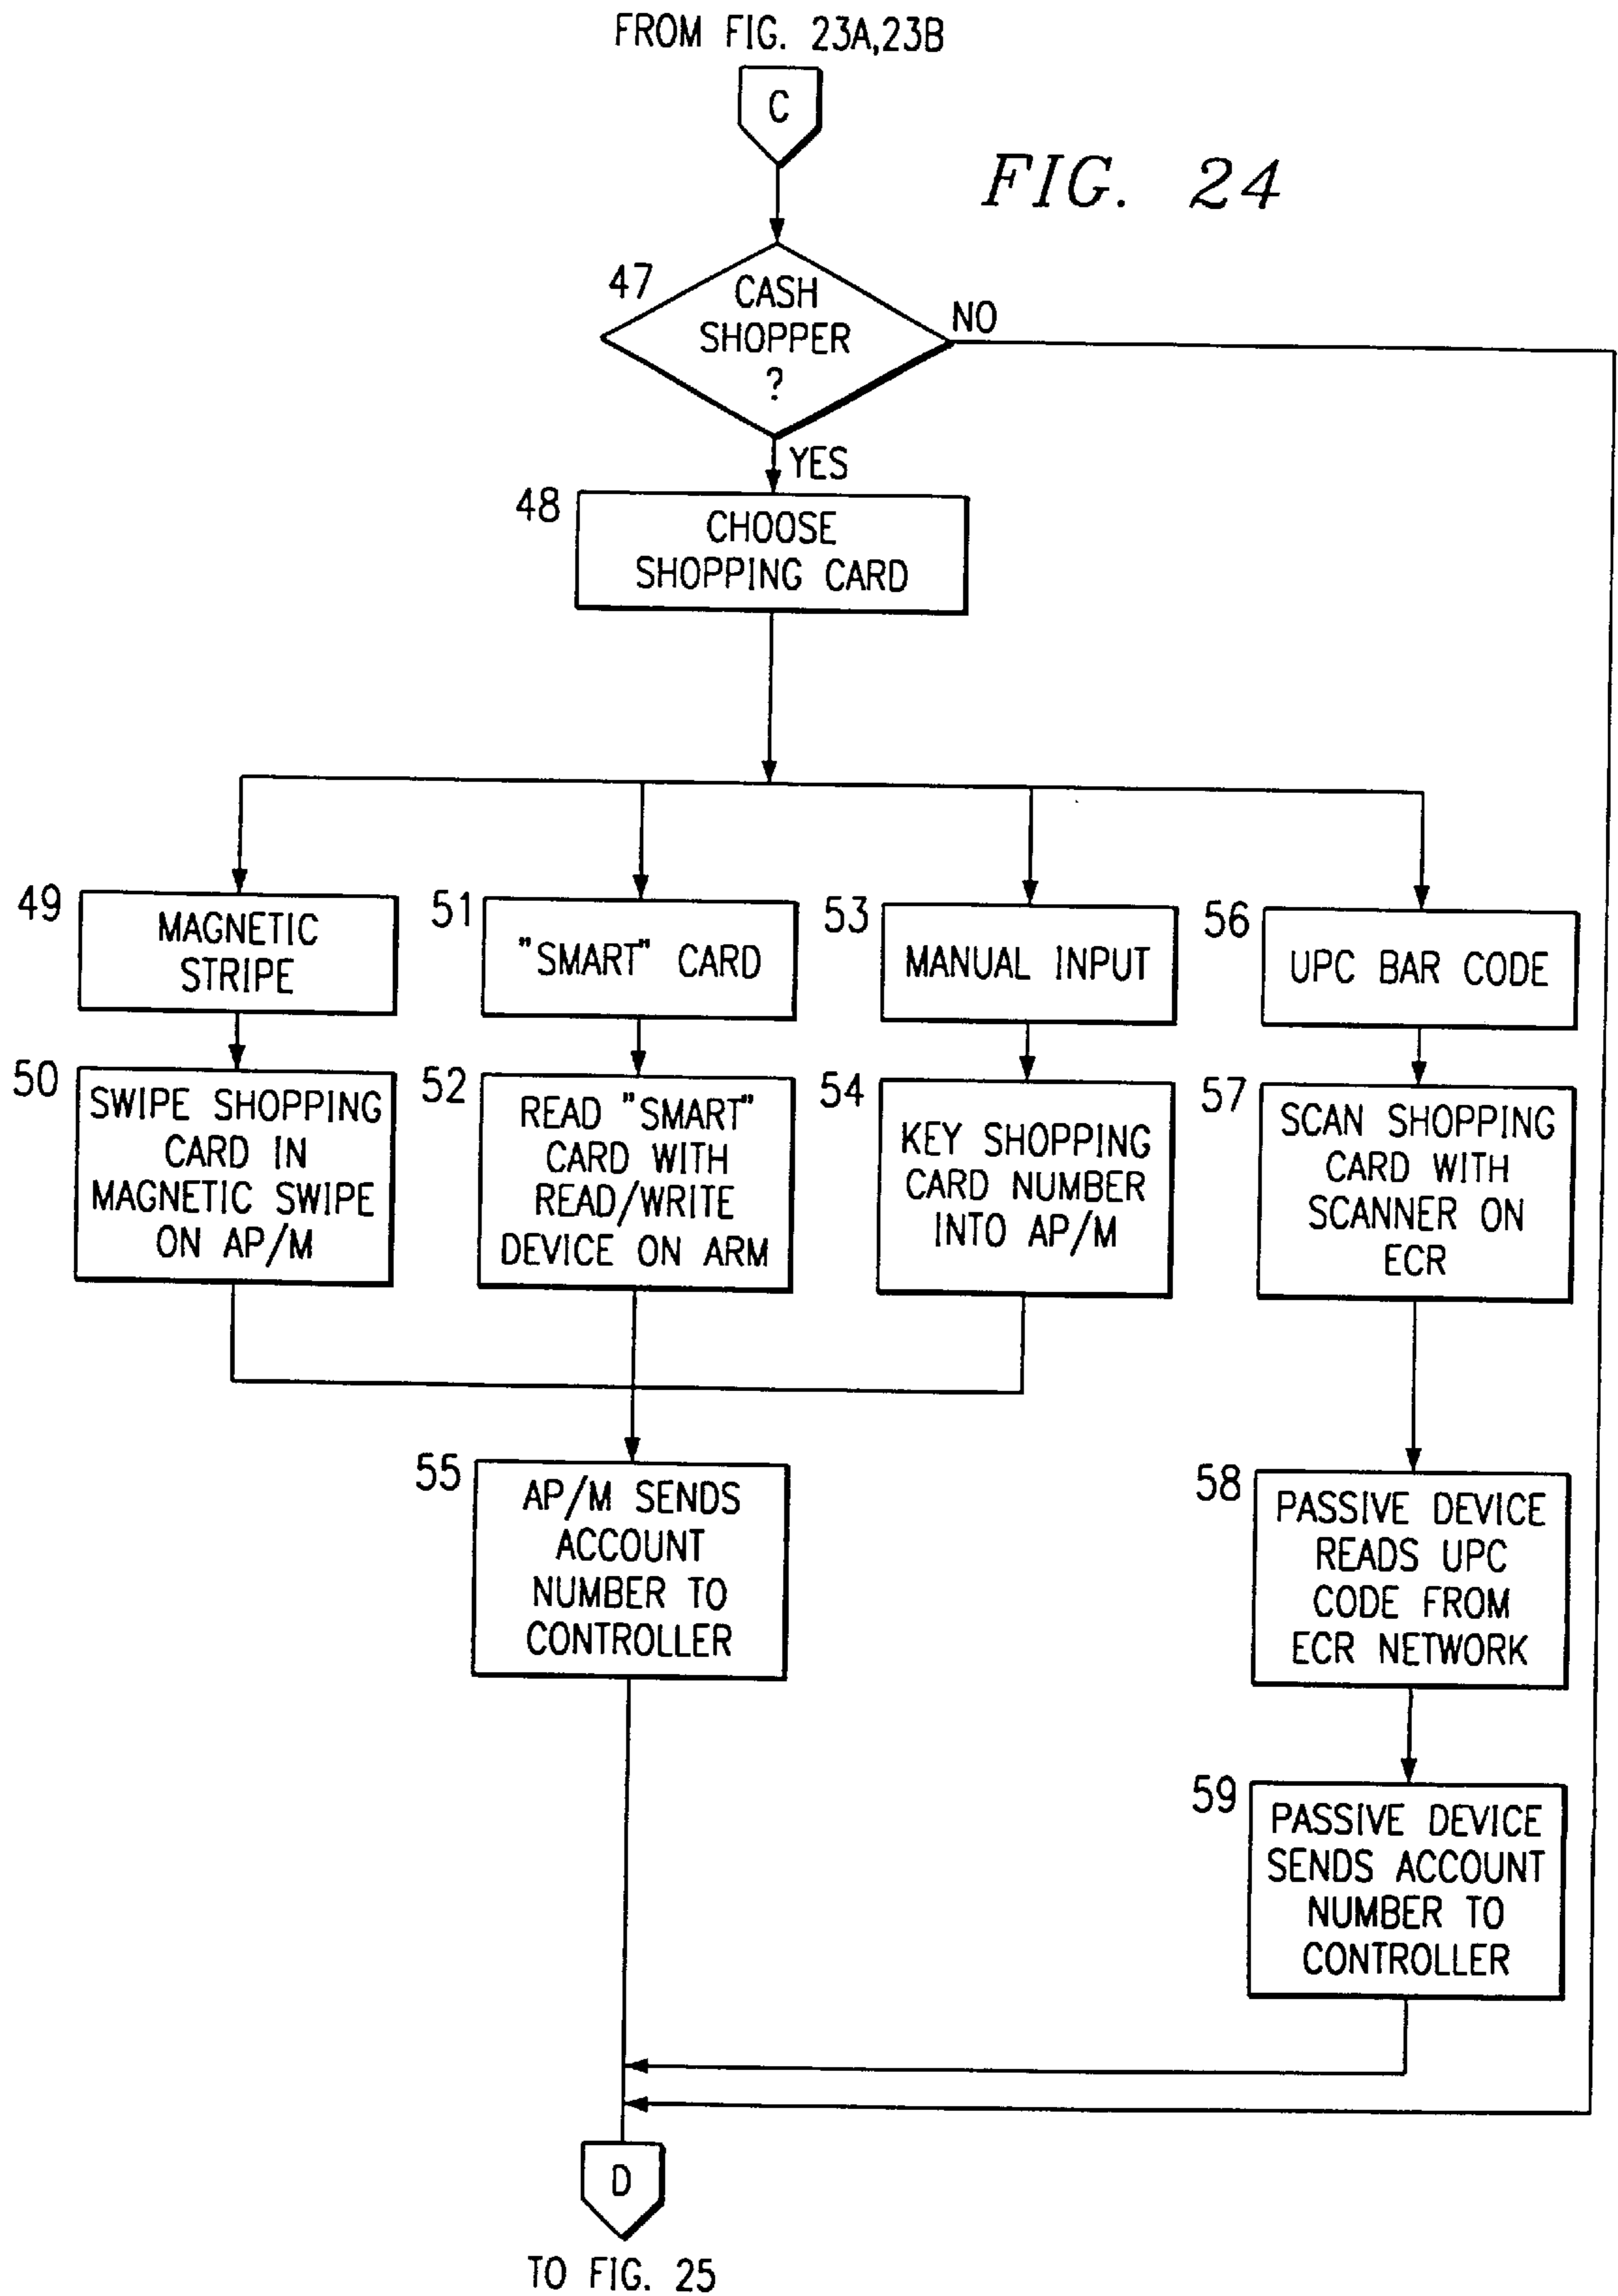 FROM FIG. 23A,23B
C
FIG. 24
47
CASH
SHOPPER
?
NO
YES
48
CHOOSE
SHOPPING CARD
49
MAGNETIC
STRIPE
51
"SMART" CARD
53
MANUAL INPUT
56
UPC BAR CODE
50
SWIPE SHOPPING
CARD IN
MAGNETIC SWIPE
ON AP/M
52
READ "SMART"
CARD WITH
READ/WRITE
DEVICE ON ARM
54
KEY SHOPPING
CARD NUMBER
INTO AP/M
57
SCAN SHOPPING
CARD WITH
SCANNER ON
ECR
55
AP/M SENDS
ACCOUNT
NUMBER TO
CONTROLLER
58
PASSIVE DEVICE
READS UPC
CODE FROM
ECR NETWORK
59
PASSIVE DEVICE
SENDS ACCOUNT
NUMBER TO
CONTROLLER
D
TO FIG. 25